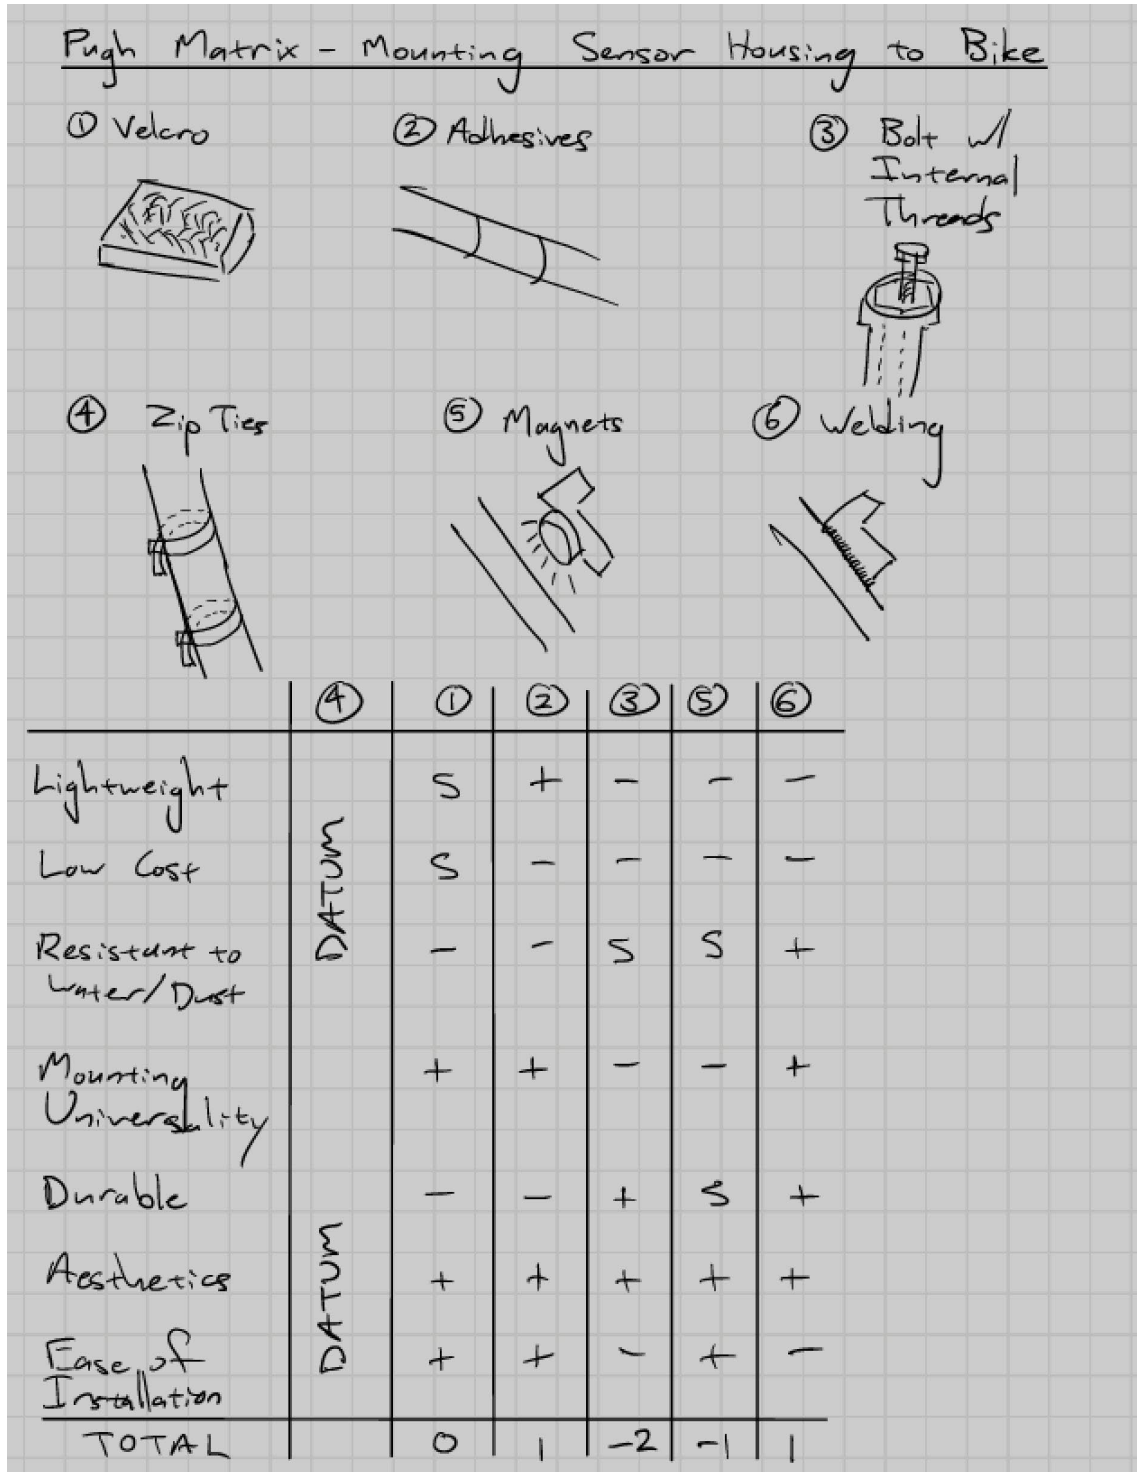 Pugh Matrix - Mounting Sensor Housing to Bike
① Velcro
② Adhesives
③ Bolt w/
Internal
Threads
④ Zip Ties
⑤ Magnets
⑥ Welding
④ ① ② ③ ⑤ ⑥
DATUM
Lightweight S + - - -
Low Cost S - - - -
Resistant to - - S S +
Water/Dust
Mounting + + - - +
Universality
DATUM
Durable - - + S +
Aesthetics + + + + +
Ease of + + - + -
Installation
TOTAL 0 1 -2 -1 1